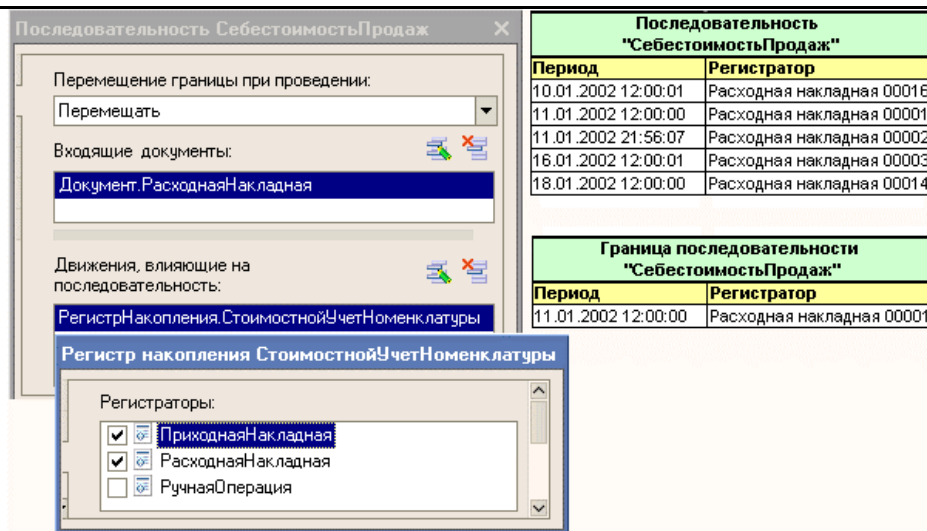 Последовательность СебестоимостьПродаж
Перемещение границы при проведении:
Перемещать
Входящие документы:
Документ.РасходнаяНакладная
Движения, влияющие на
последовательность:
РегистрНакопления.СтоимостнойУчетНоменклатуры
Регистр накопления СтоимостнойУчетНоменклатуры
Регистраторы:
ПриходнаяНакладная
РасходнаяНакладная
РучнаяОперация
Последовательность
"СебестоимостьПродаж"
Период Регистратор
10.01.2002 12:00:01 Расходная накладная 00016
11.01.2002 12:00:00 Расходная накладная 00001
11.01.2002 21:56:07 Расходная накладная 00002
16.01.2002 12:00:01 Расходная накладная 00003
18.01.2002 12:00:00 Расходная накладная 00014
Граница последовательности
"СебестоимостьПродаж"
Период Регистратор
11.01.2002 12:00:00 Расходная накладная 00001